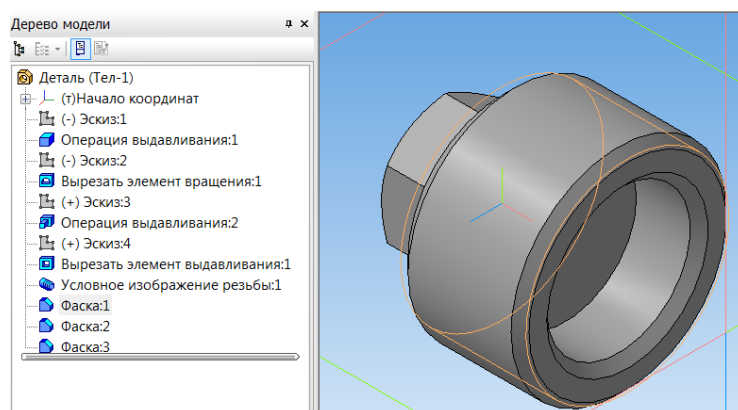 Дерево модели
Деталь (Тел-1)
(т)Начало координат
(-) Эскиз:1
Операция выдавливания:1
(-) Эскиз:2
Вырезать элемент вращения:1
(+) Эскиз:3
Операция выдавливания:2
(+) Эскиз:4
Вырезать элемент выдавливания:1
Условное изображение резьбы:1
Фаска:1
Фаска:2
Фаска:3